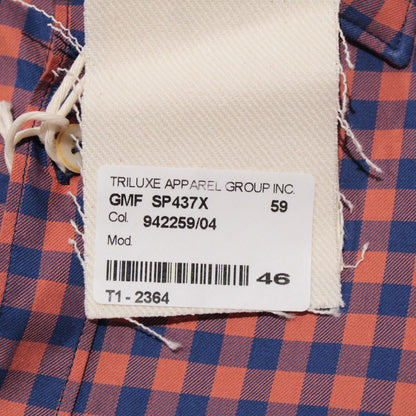 TRILUXE APPAREL GROUP INC.
GMF SP437X 59
Col. 942259/04
Mod.
46
T1 - 2364